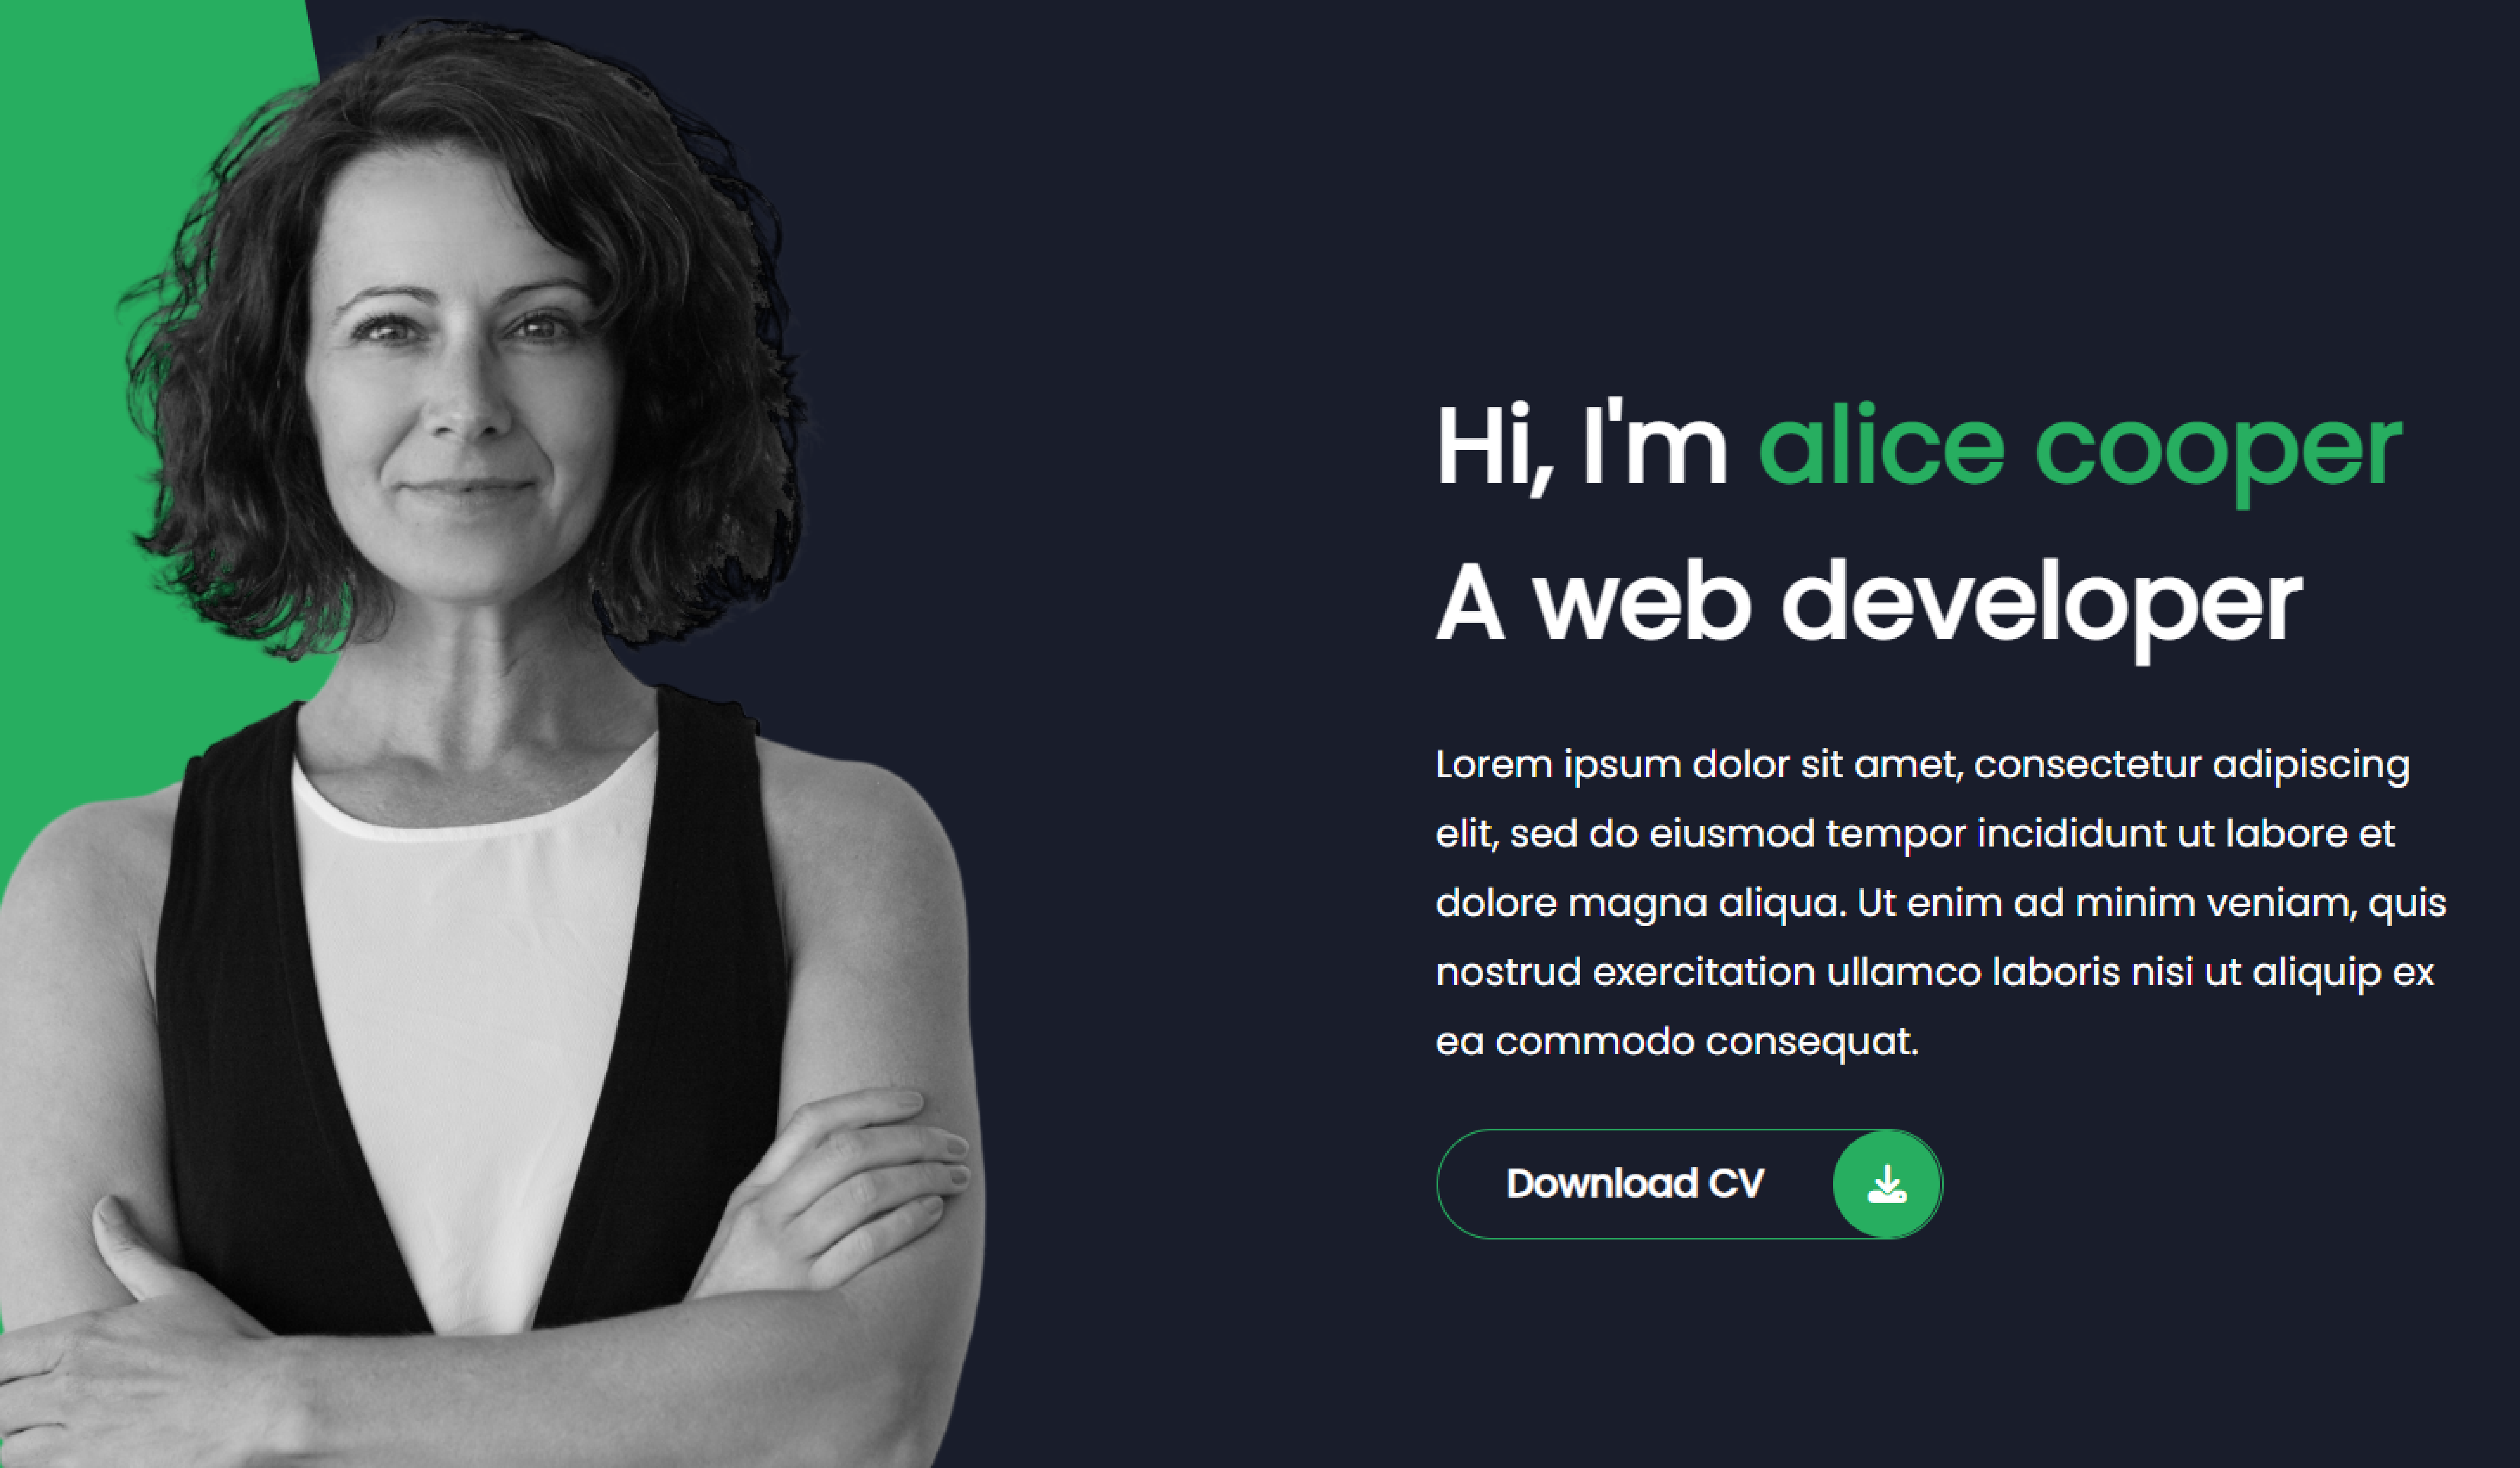 Hi, I'm alice cooper
A web developer
Lorem ipsum dolor sit amet, consectetur adipiscing
elit, sed do eiusmod tempor incididunt ut labore et
dolore magna aliqua. Ut enim ad minim veniam, quis
nostrud exercitation ullamco laboris nisi ut aliquip ex
ea commodo consequat.
Download CV